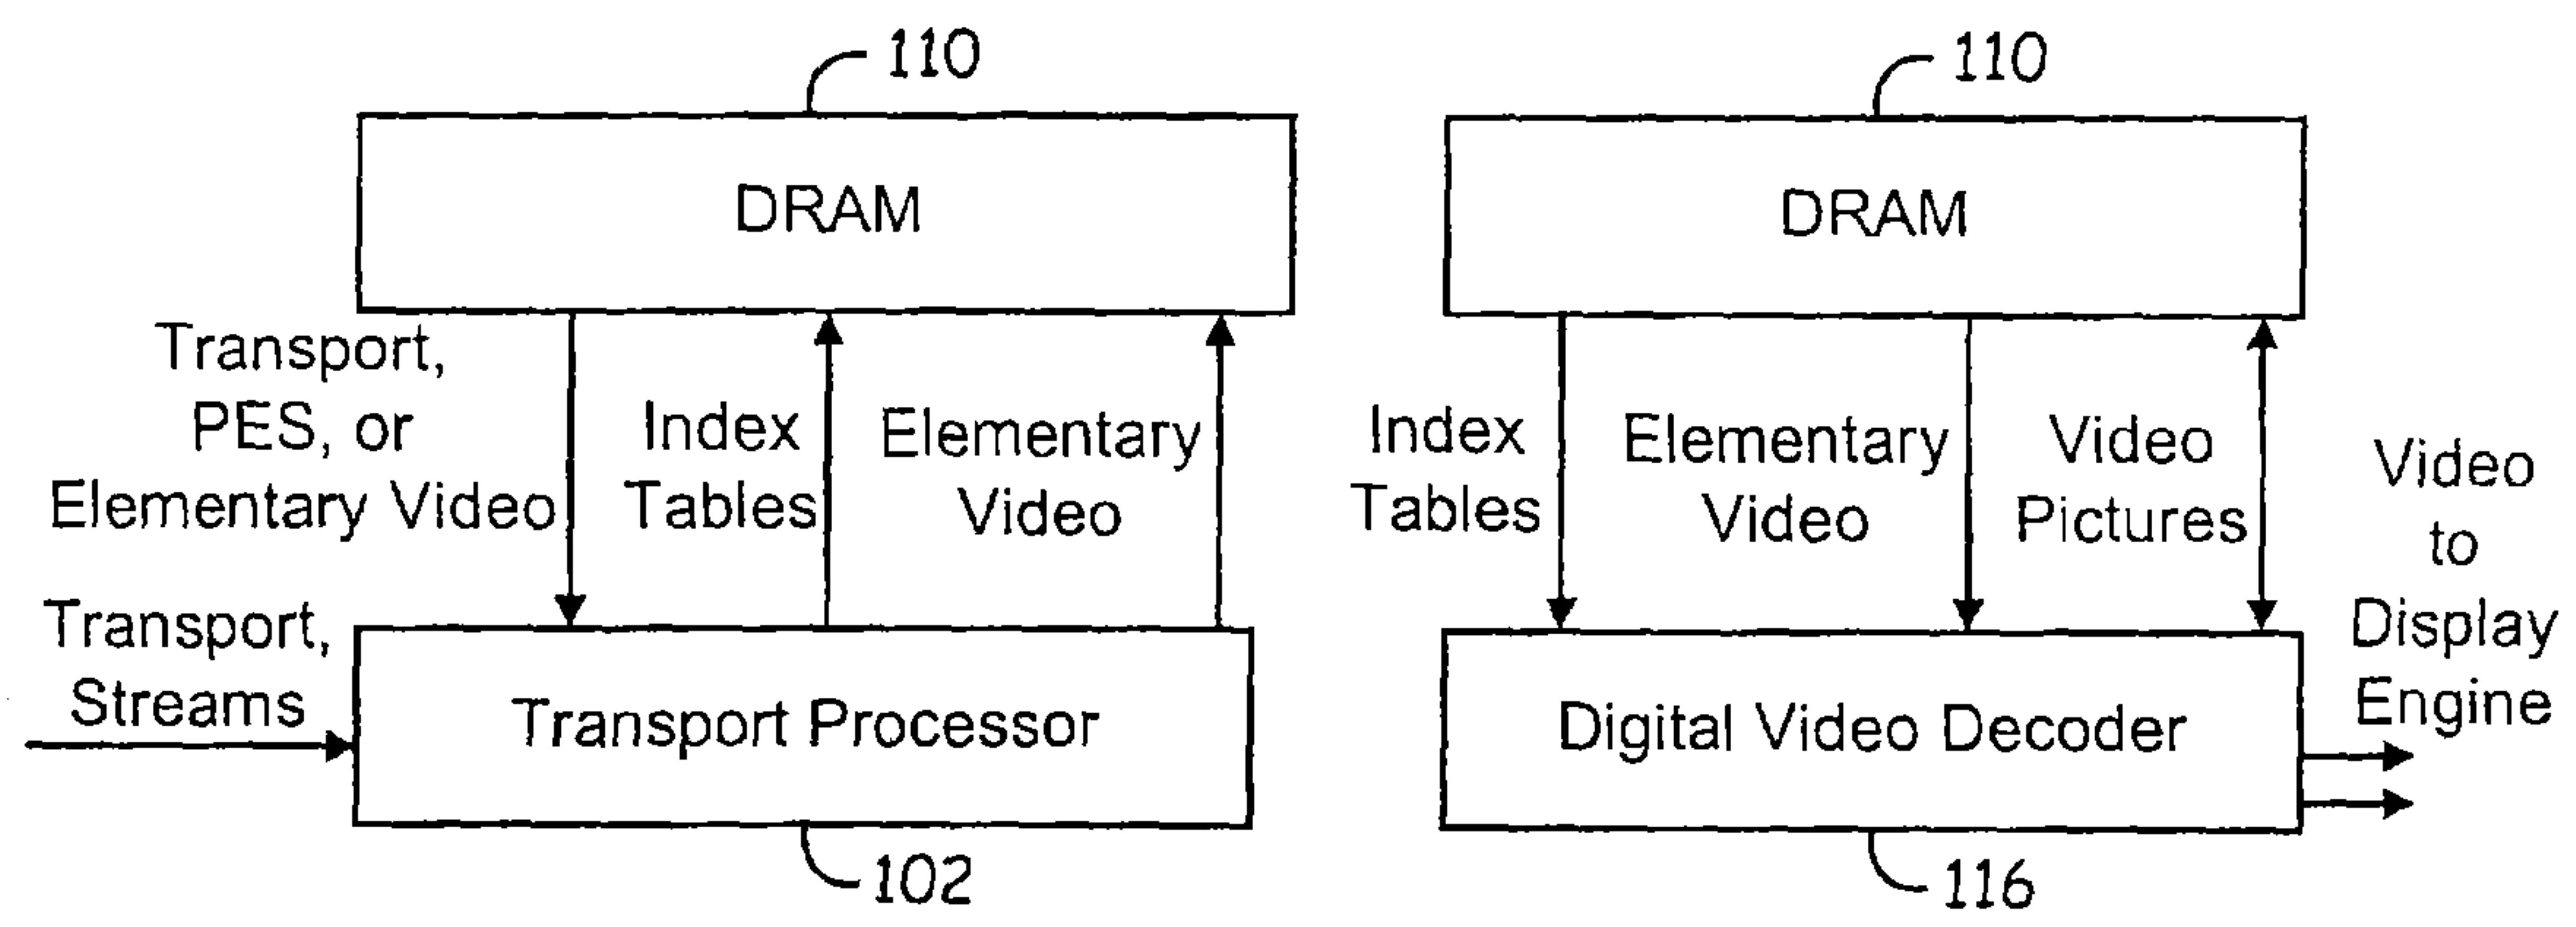 110
DRAM
Transport,
PES, or
Elementary Video
Index
Tables
Elementary
Video
Transport,
Streams
Transport Processor
102
110
DRAM
Index
Tables
Elementary
Video
Video
Pictures
Video
to
Display
Engine
Digital Video Decoder
116